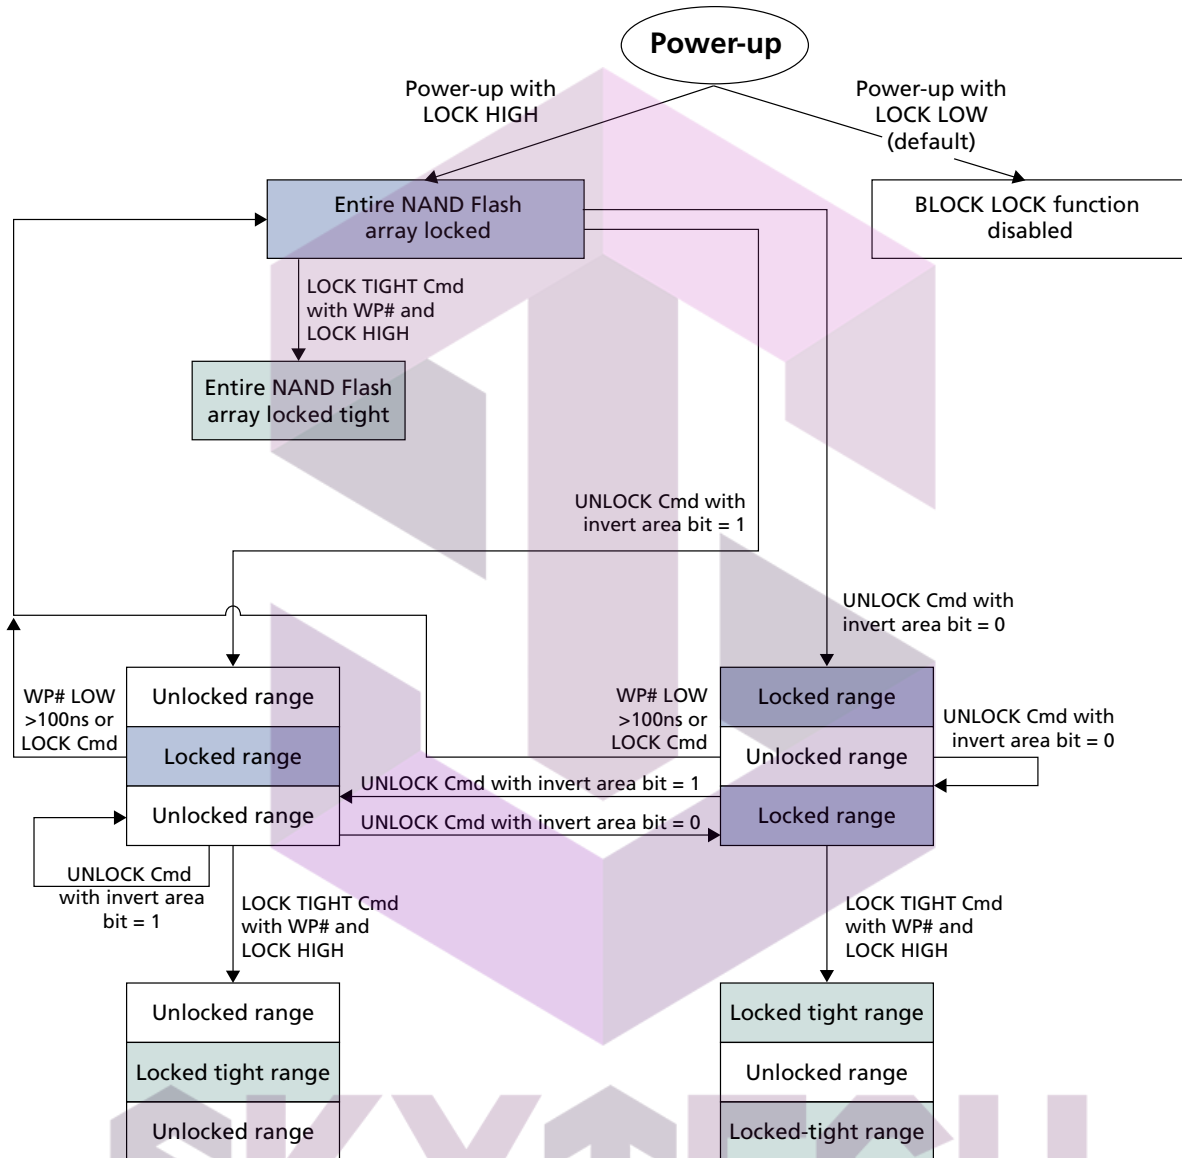 Power-up
Power-up with
LOCK HIGH
Power-up with
LOCK LOW
(default)
Entire NAND Flash
array locked
BLOCK LOCK function
disabled
LOCK TIGHT Cmd
with WP# and
LOCK HIGH
Entire NAND Flash
array locked tight
UNLOCK Cmd with
invert area bit = 1
UNLOCK Cmd with
invert area bit = 0
WP# LOW
>100ns or
LOCK Cmd
Unlocked range
Locked range
Unlocked range
WP# LOW
>100ns or
LOCK Cmd
Locked range
Unlocked range
Locked range
UNLOCK Cmd with
invert area bit = 0
UNLOCK Cmd with invert area bit = 1
UNLOCK Cmd with invert area bit = 0
UNLOCK Cmd
with invert area
bit = 1
LOCK TIGHT Cmd
with WP# and
LOCK HIGH
LOCK TIGHT Cmd
with WP# and
LOCK HIGH
Unlocked range
Locked tight range
Unlocked range
Locked tight range
Unlocked range
Locked-tight range
SKYTECH